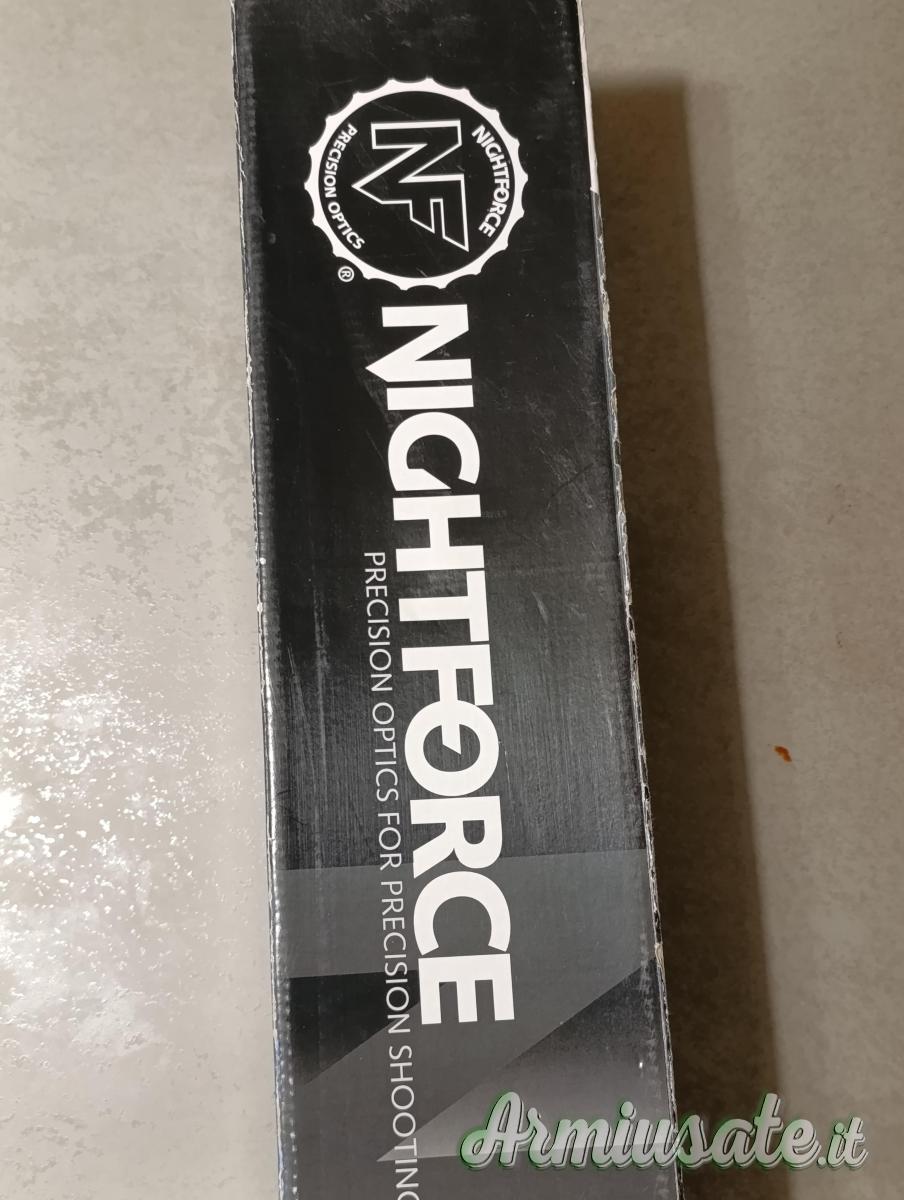 NIGHTFORCE
NF
PRECISION OPTICS
®
NIGHTFORCE
PRECISION OPTICS FOR PRECISION SHOOTING
Armiusate.it